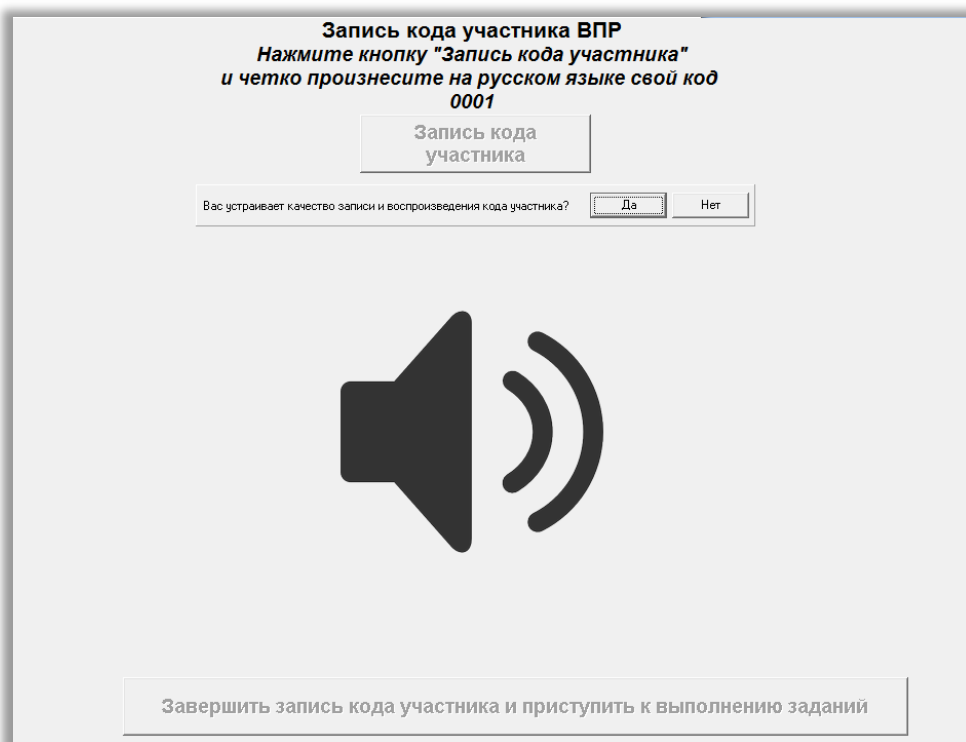 Запись кода участника ВПР
Нажмите кнопку "Запись кода участника"
и четко произнесите на русском языке свой код
0001
Запись кода
участника
Вас устраивает качество записи и воспроизведения кода участника? Да Нет
Завершить запись кода участника и приступить к выполнению заданий